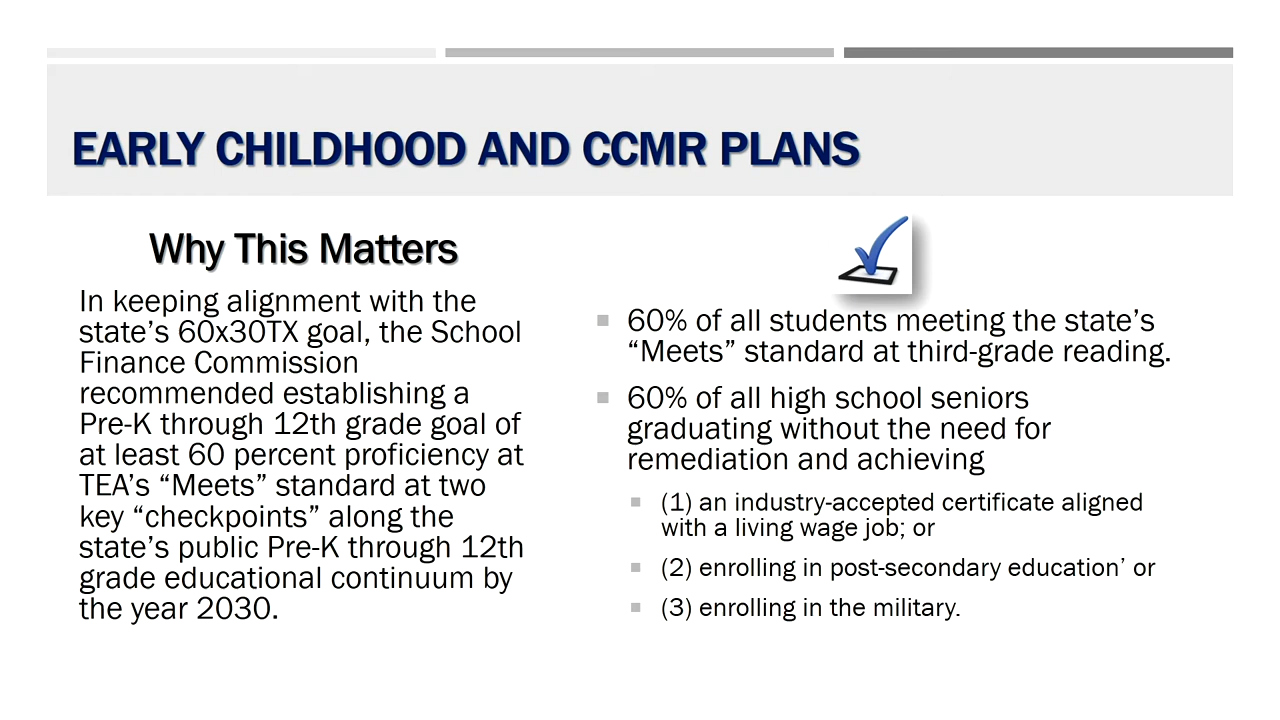 EARLY CHILDHOOD AND CCMR PLANS
Why This Matters
In keeping alignment with the
state’s 60x30TX goal, the School
Finance Commission
recommended establishing a
Pre-K through 12th grade goal of
at least 60 percent proficiency at
TEA’s “Meets” standard at two
key “checkpoints” along the
state’s public Pre-K through 12th
grade educational continuum by
the year 2030.
60% of all students meeting the state’s
“Meets” standard at third-grade reading.
60% of all high school seniors
graduating without the need for
remediation and achieving
(1) an industry-accepted certificate aligned
with a living wage job; or
(2) enrolling in post-secondary education’ or
(3) enrolling in the military.